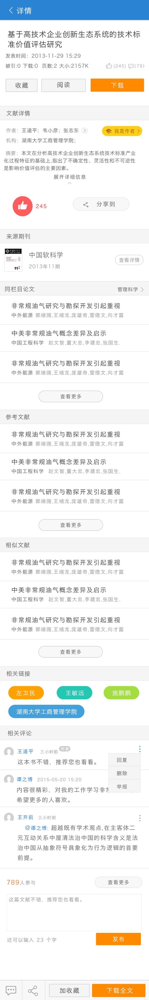 详情
基于高技术企业创新生态系统的技术标
准价值评估研究
发表时间：2013-11-29 15:29
被引:0 下载:0 页数:2 大小:2157K (245) (79)
收藏 阅读 下载
文献详情
作者：王道平；韦小彦；张志东 我是作者
机构：湖南大学工商管理学院；
摘要：本文在分析高技术企业创新生态系统技术标准产业
化过程特征的基础上,指出了不确定性、灵活性和不可逆性
是影响价值评估的主要因素。
展开详细信息
245 分享到
来源期刊
中国软科学
2013年11期
查看详情
同栏目论文 管理科学
非常规油气研究与勘探开发引起重视
中外能源 郭继刚,王绪龙,庞雄奇,雷德文,向才富
中美非常规油气概念差异及启示
中国工程科学 赵文智,董大忠,李建忠,张国生.
非常规油气研究与勘探开发引起重视
中外能源 郭继刚,王绪龙,庞雄奇,雷德文,向才富
查看更多
参考文献
非常规油气研究与勘探开发引起重视
中外能源 郭继刚,王绪龙,庞雄奇,雷德文,向才富
中美非常规油气概念差异及启示
中国工程科学 赵文智,董大忠,李建忠,张国生.
非常规油气研究与勘探开发引起重视
中外能源 郭继刚,王绪龙,庞雄奇,雷德文,向才富
查看更多
相似文献
非常规油气研究与勘探开发引起重视
中外能源 郭继刚,王绪龙,庞雄奇,雷德文,向才富
中美非常规油气概念差异及启示
中国工程科学 赵文智,董大忠,李建忠,张国生.
非常规油气研究与勘探开发引起重视
中外能源 郭继刚,王绪龙,庞雄奇,雷德文,向才富
查看更多
相关链接
左卫民 王敏远 施鹏鹏
湖南大学工商管理学院
相关评论
王道平 三小时前 作者
这本书不错，推荐您也看看。
回复
删除
举报
谭之博 2015-05-20 15:20
内容很精彩，对我的工作学习非常
希望更多的人喜欢。
王开前 三小时前
@谭之博: 超越既有学术观点,在主客体二
元互动关系中厘清法治中国的科学含义是法
治中国从抽象符号具象化为行为逻辑的首要
前提。
789人参与 查看更多
这篇文献不错，推荐您也看看。
还可以输入 23 个字 发布
加收藏 下载全文